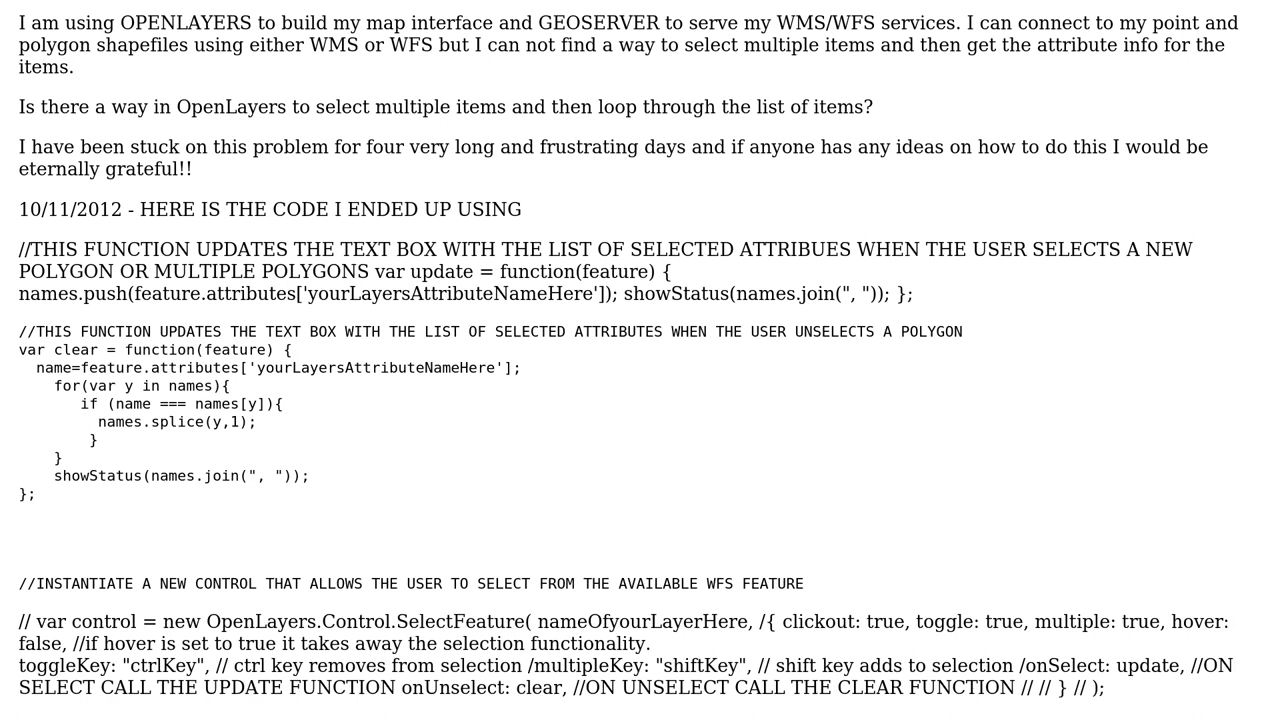 I am using OPENLAYERS to build my map interface and GEOSERVER to serve my WMS/WFS services. I can connect to my point and
polygon shapefiles using either WMS or WFS but I can not find a way to select multiple items and then get the attribute info for the
items.
Is there a way in OpenLayers to select multiple items and then loop through the list of items?
I have been stuck on this problem for four very long and frustrating days and if anyone has any ideas on how to do this I would be
eternally grateful!!
10/11/2012 - HERE IS THE CODE I ENDED UP USING
//THIS FUNCTION UPDATES THE TEXT BOX WITH THE LIST OF SELECTED ATTRIBUES WHEN THE USER SELECTS A NEW
POLYGON OR MULTIPLE POLYGONS var update = function(feature) {
names.push(feature.attributes['yourLayersAttributeNameHere']); showStatus(names.join(", ")); };
//THIS FUNCTION UPDATES THE TEXT BOX WITH THE LIST OF SELECTED ATTRIBUTES WHEN THE USER UNSELECTS A POLYGON
var clear = function(feature) {
  name=feature.attributes['yourLayersAttributeNameHere'];
    for(var y in names){
       if (name === names[y]){
         names.splice(y,1);
        }
    }
    showStatus(names.join(", "));
};
//INSTANTIATE A NEW CONTROL THAT ALLOWS THE USER TO SELECT FROM THE AVAILABLE WFS FEATURE
// var control = new OpenLayers.Control.SelectFeature( nameOfyourLayerHere, /{ clickout: true, toggle: true, multiple: true, hover:
false, //if hover is set to true it takes away the selection functionality.
toggleKey: "ctrlKey", // ctrl key removes from selection /multipleKey: "shiftKey", // shift key adds to selection /onSelect: update, //ON
SELECT CALL THE UPDATE FUNCTION onUnselect: clear, //ON UNSELECT CALL THE CLEAR FUNCTION // // } // );